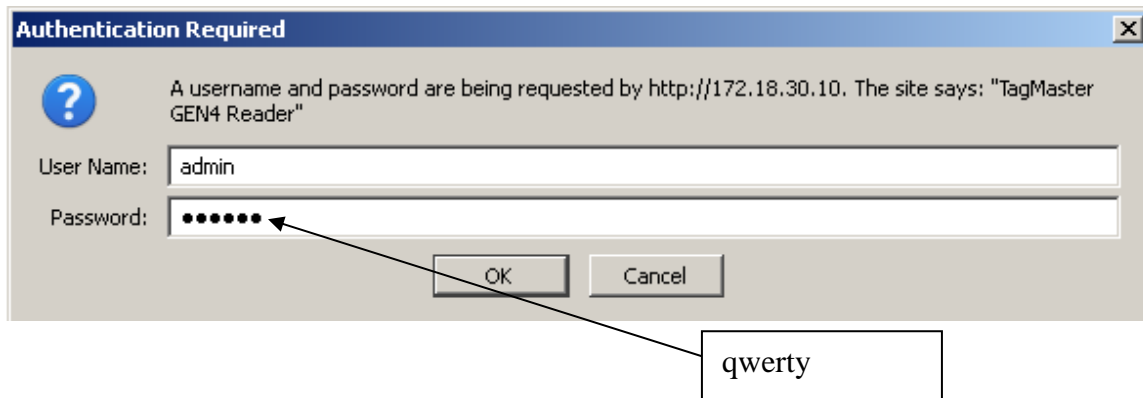 Authentication Required
A username and password are being requested by http://172.18.30.10. The site says: "TagMaster
GEN4 Reader"
User Name: admin
Password: ●●●●●●
OK Cancel
qwerty